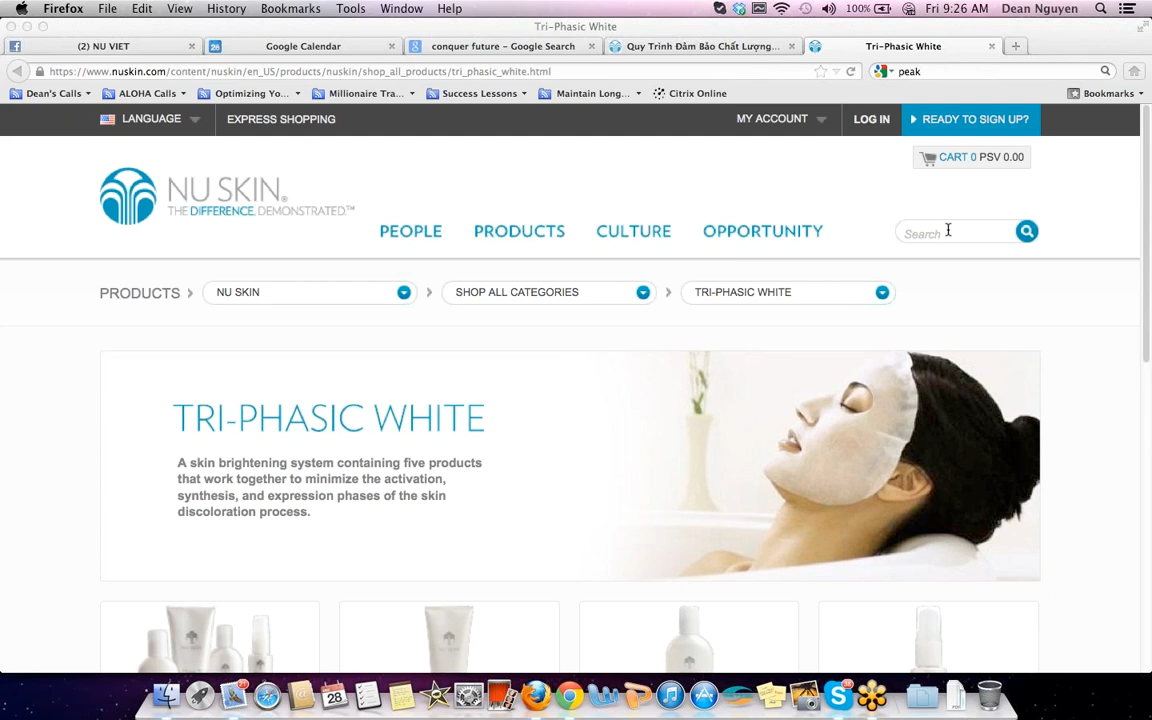 Firefox File Edit View History Bookmarks Tools Window Help 100% Fri 9:26 AM Dean Nguyen
Tri-Phasic White
(2) NU VIET Google Calendar conquer future – Google Search Quy Trình Đảm Bảo Chất Lượng... Tri-Phasic White
https://www.nuskin.com/content/nuskin/en_US/products/nuskin/shop_all_products/tri_phasic_white.html peak
Dean's Calls ALOHA Calls Optimizing Yo... Millionaire Tra... Success Lessons Maintain Long... Citrix Online Bookmarks
LANGUAGE EXPRESS SHOPPING MY ACCOUNT LOG IN READY TO SIGN UP?
CART 0 PSV 0.00
NU SKIN®
THE DIFFERENCE. DEMONSTRATED.™
PEOPLE PRODUCTS CULTURE OPPORTUNITY Search
PRODUCTS NU SKIN SHOP ALL CATEGORIES TRI-PHASIC WHITE
TRI-PHASIC WHITE
A skin brightening system containing five products
that work together to minimize the activation,
synthesis, and expression phases of the skin
discoloration process.
28